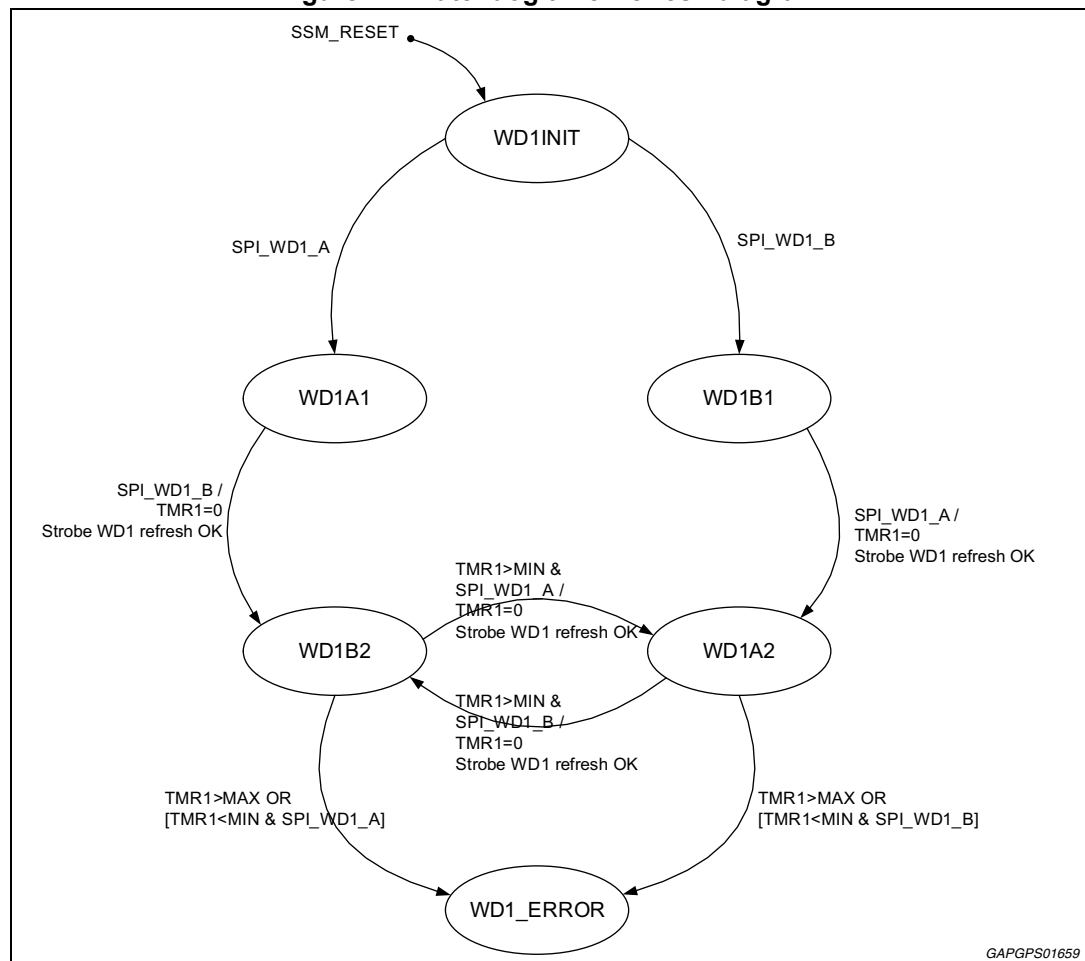 SSM_RESET
WD1INIT
SPI_WD1_A
SPI_WD1_B
WD1A1
WD1B1
SPI_WD1_B /
TMR1=0
Strobe WD1 refresh OK
SPI_WD1_A /
TMR1=0
Strobe WD1 refresh OK
TMR1>MIN &
SPI_WD1_A /
TMR1=0
Strobe WD1 refresh OK
WD1B2
WD1A2
TMR1>MIN &
SPI_WD1_B /
TMR1=0
Strobe WD1 refresh OK
TMR1>MAX OR
[TMR1<MIN & SPI_WD1_A]
TMR1>MAX OR
[TMR1<MIN & SPI_WD1_B]
WD1_ERROR
GAPGPS01659